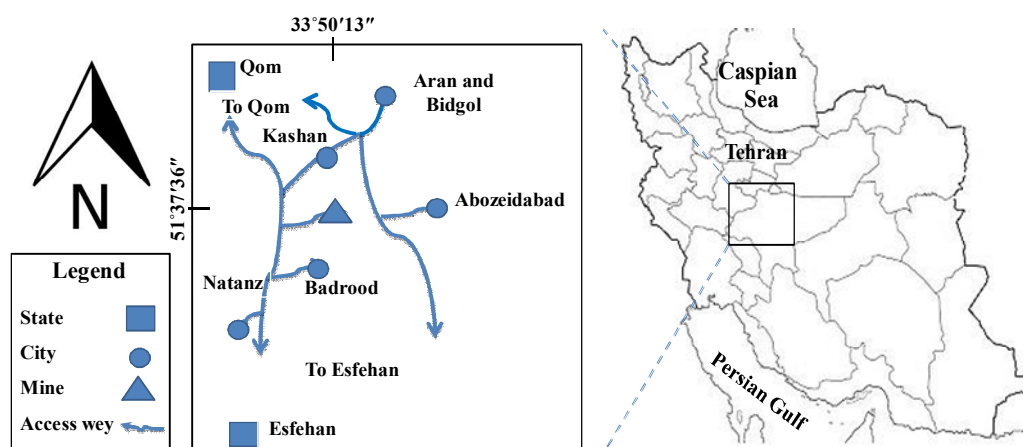 33°50′13″
51°37′36″
N
Qom
To Qom
Aran and
Bidgol
Kashan
Abozeidabad
Natanz
Badrood
To Esfehan
Esfehan
Legend
State
City
Mine
Access wey
Caspian
Sea
Tehran
Persian Gulf